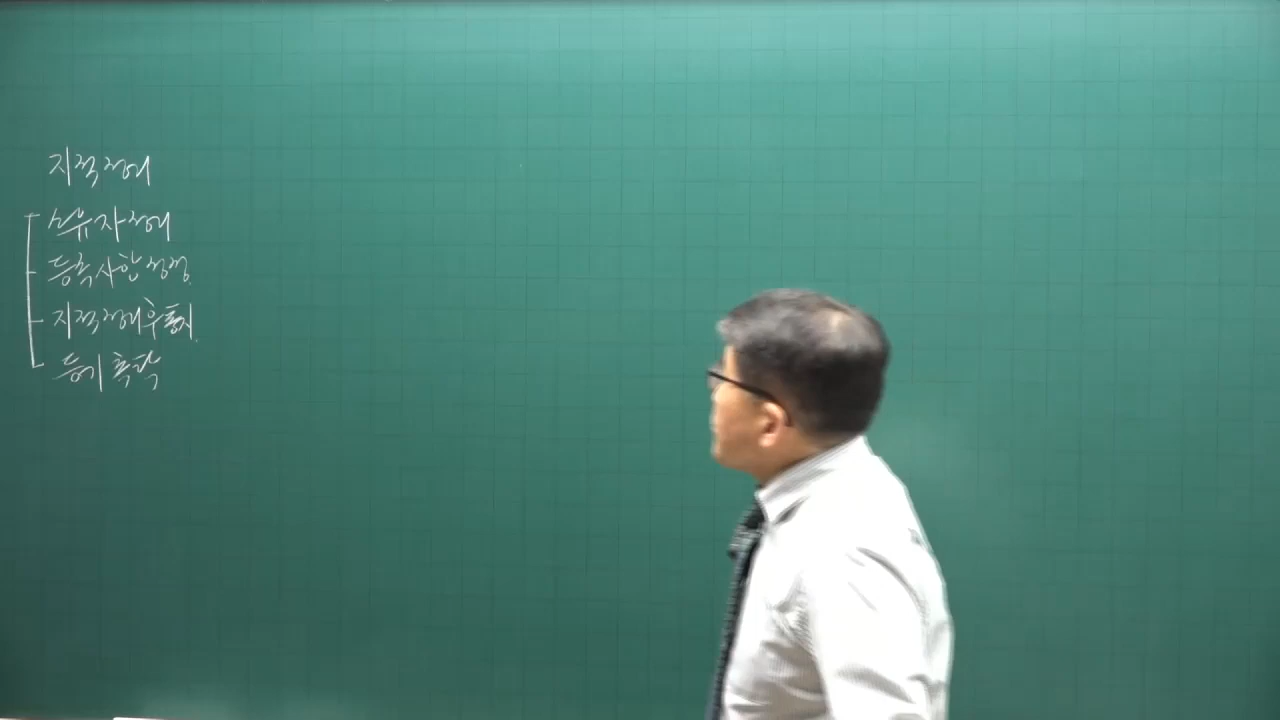 지적정리
소유자정리
등록사항정정
지적정리후통지
등기촉탁